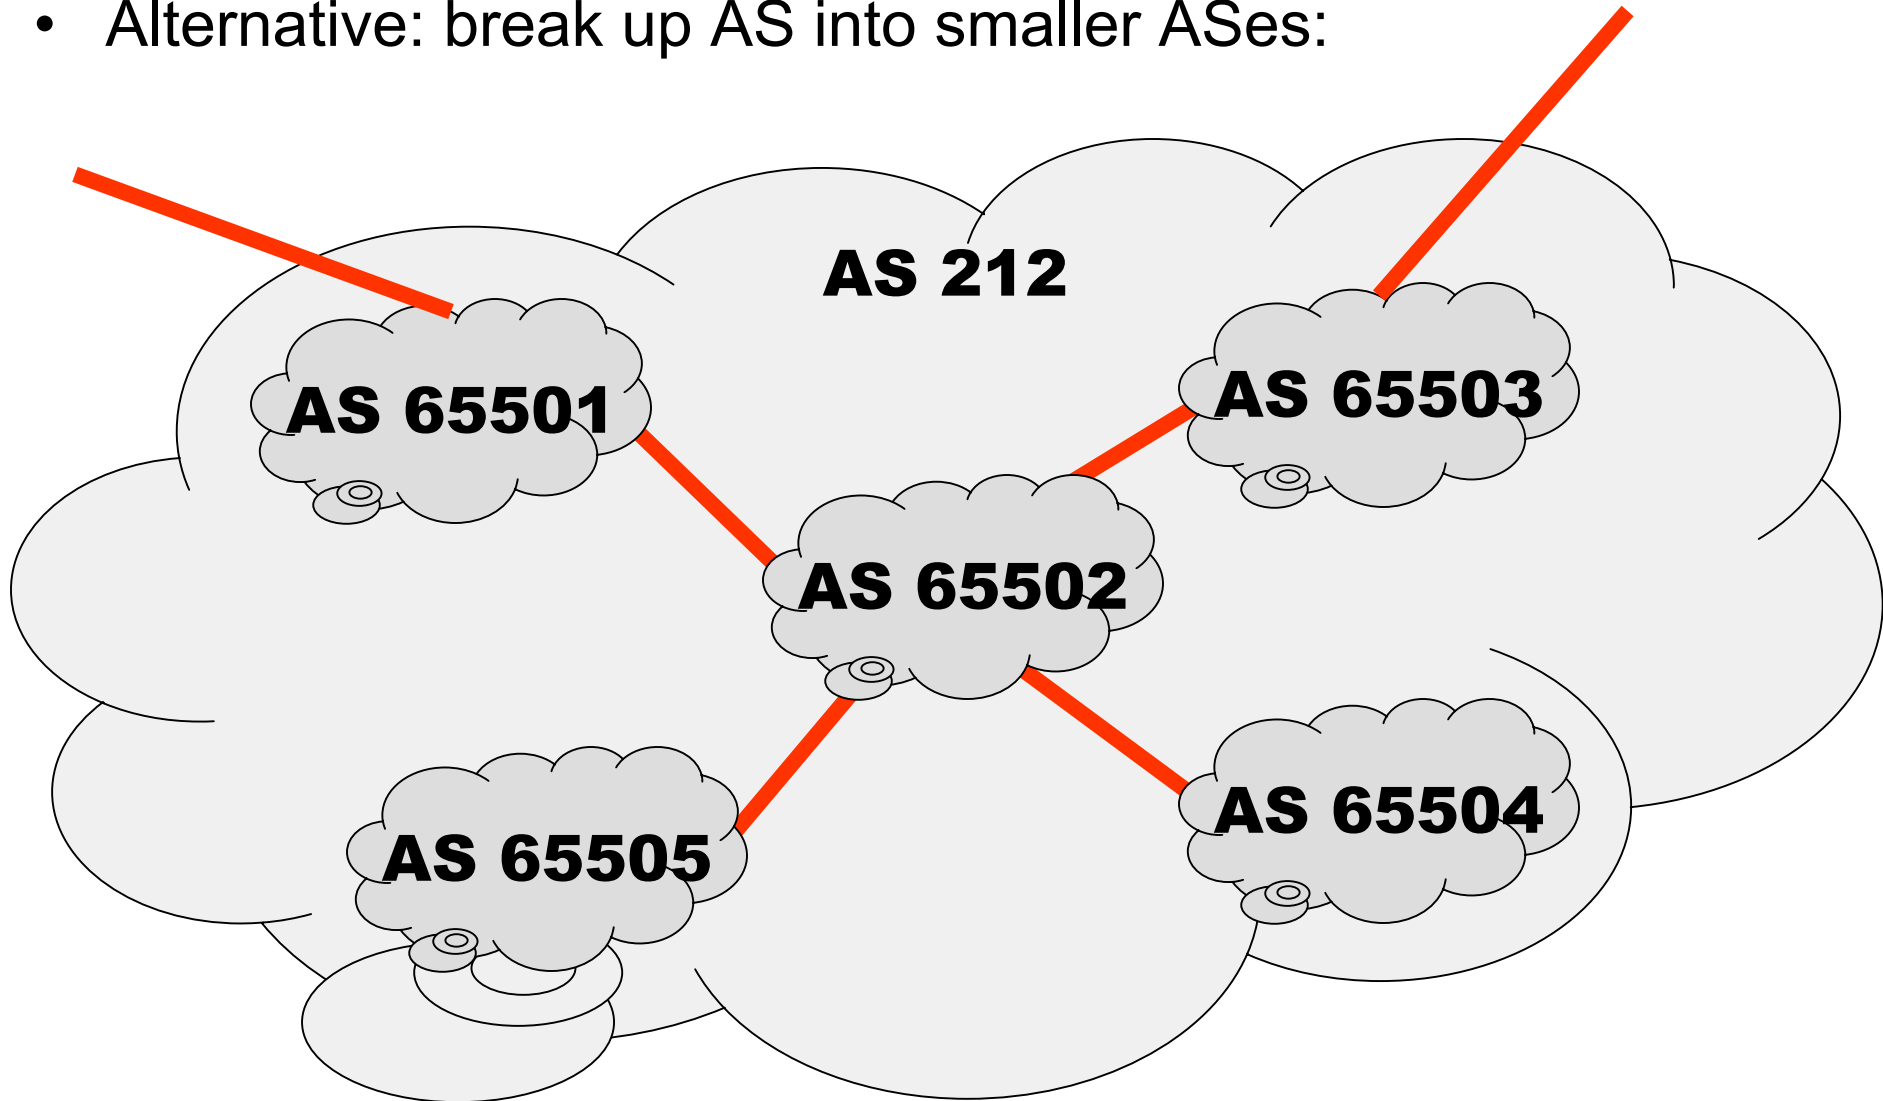 • Alternative: break up AS into smaller ASes:
AS 212
AS 65501
AS 65503
AS 65502
AS 65504
AS 65505